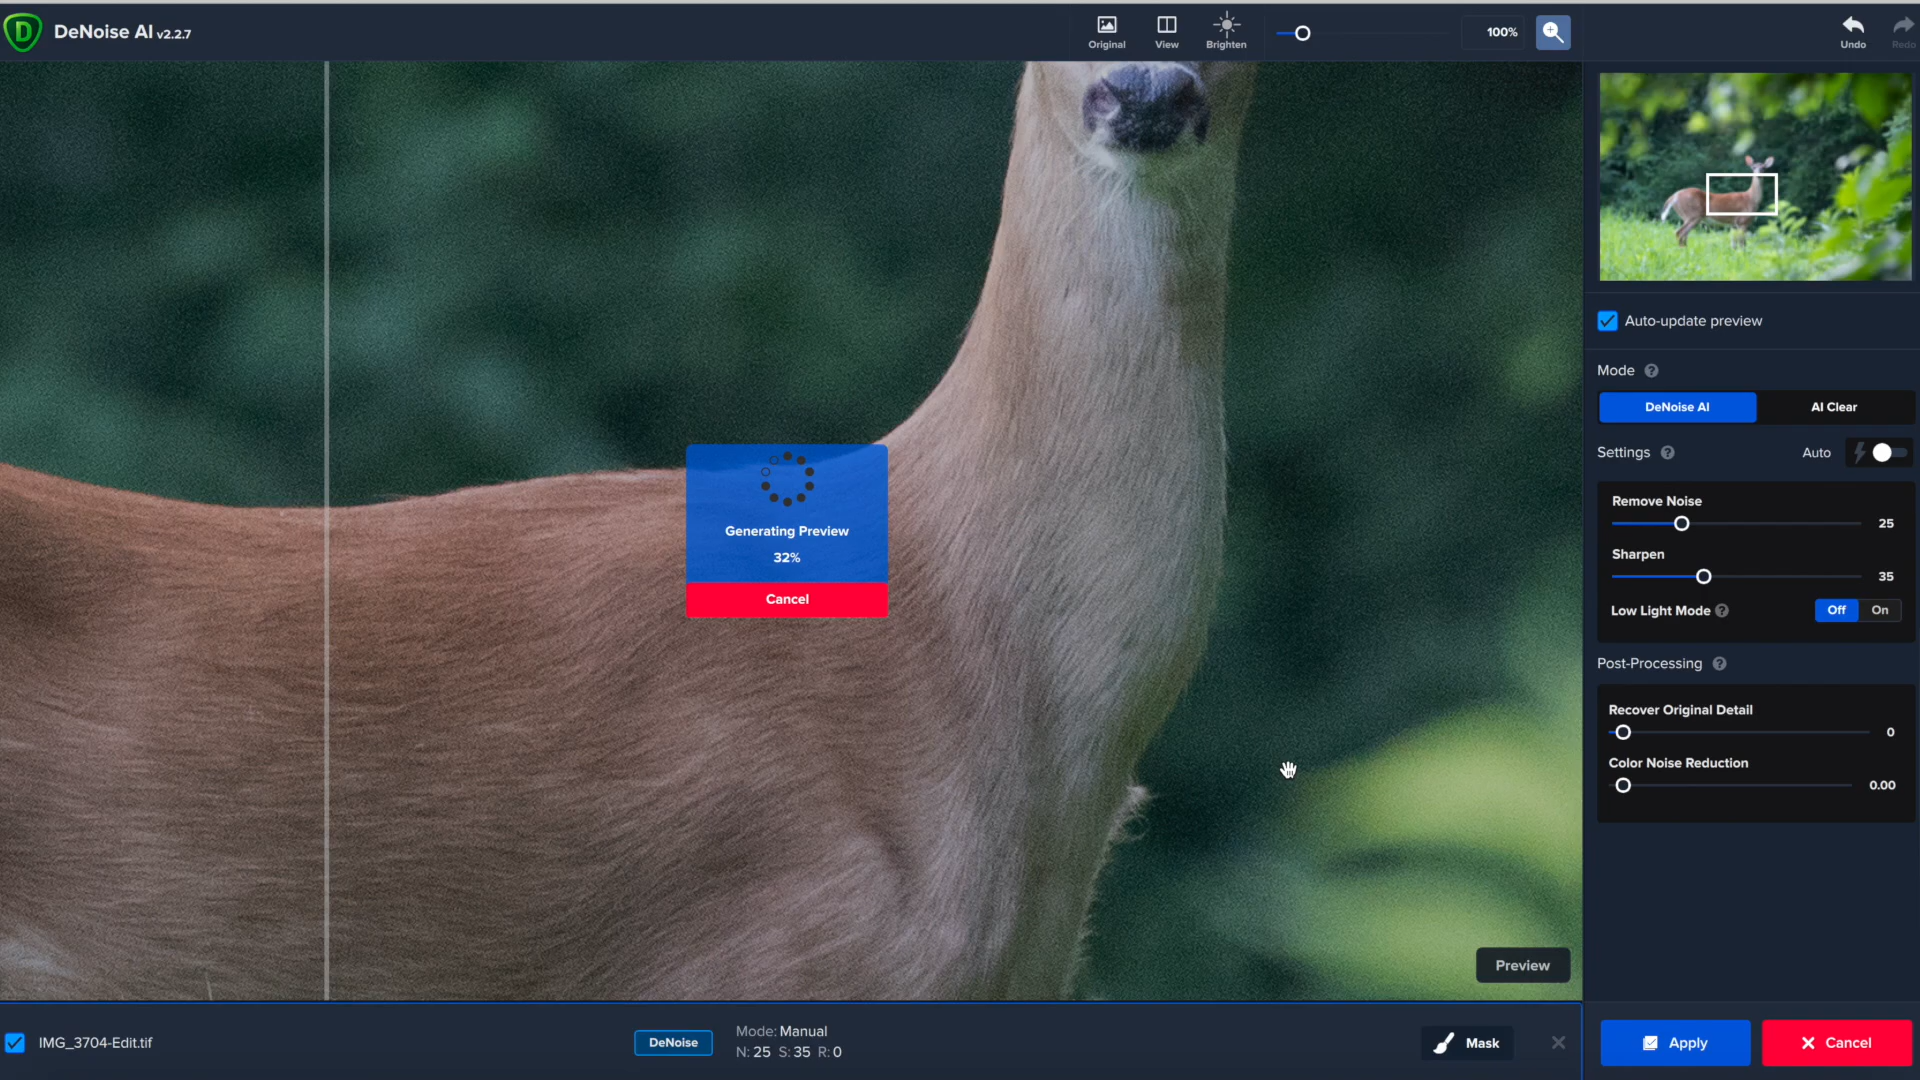 DeNoise AI v2.2.7
Original
View
Brighten
100%
Undo
Redo
Auto-update preview
Mode
DeNoise AI
AI Clear
Settings
Auto
Remove Noise
25
Sharpen
35
Low Light Mode
Off
On
Post-Processing
Recover Original Detail
0
Color Noise Reduction
0.00
Generating Preview
32%
Cancel
Preview
IMG_3704-Edit.tif
DeNoise
Mode: Manual
N: 25 S: 35 R: 0
Mask
Apply
Cancel